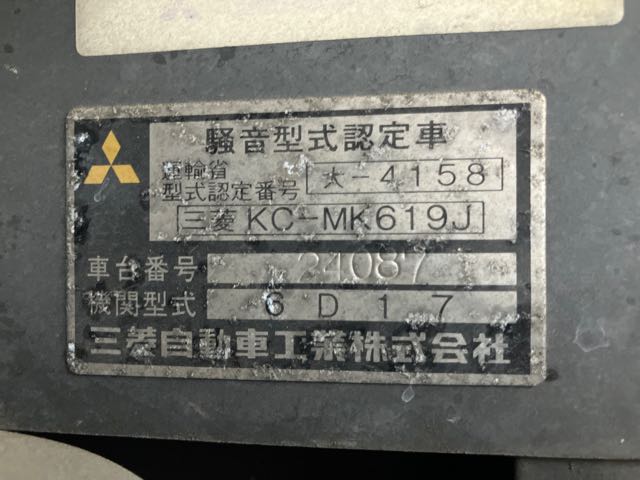 騒音型式認定車
運輸省
型式認定番号 大-4158
三菱 KC-MK619J
車台番号 24087
機関型式 6D17
三菱自動車工業株式会社